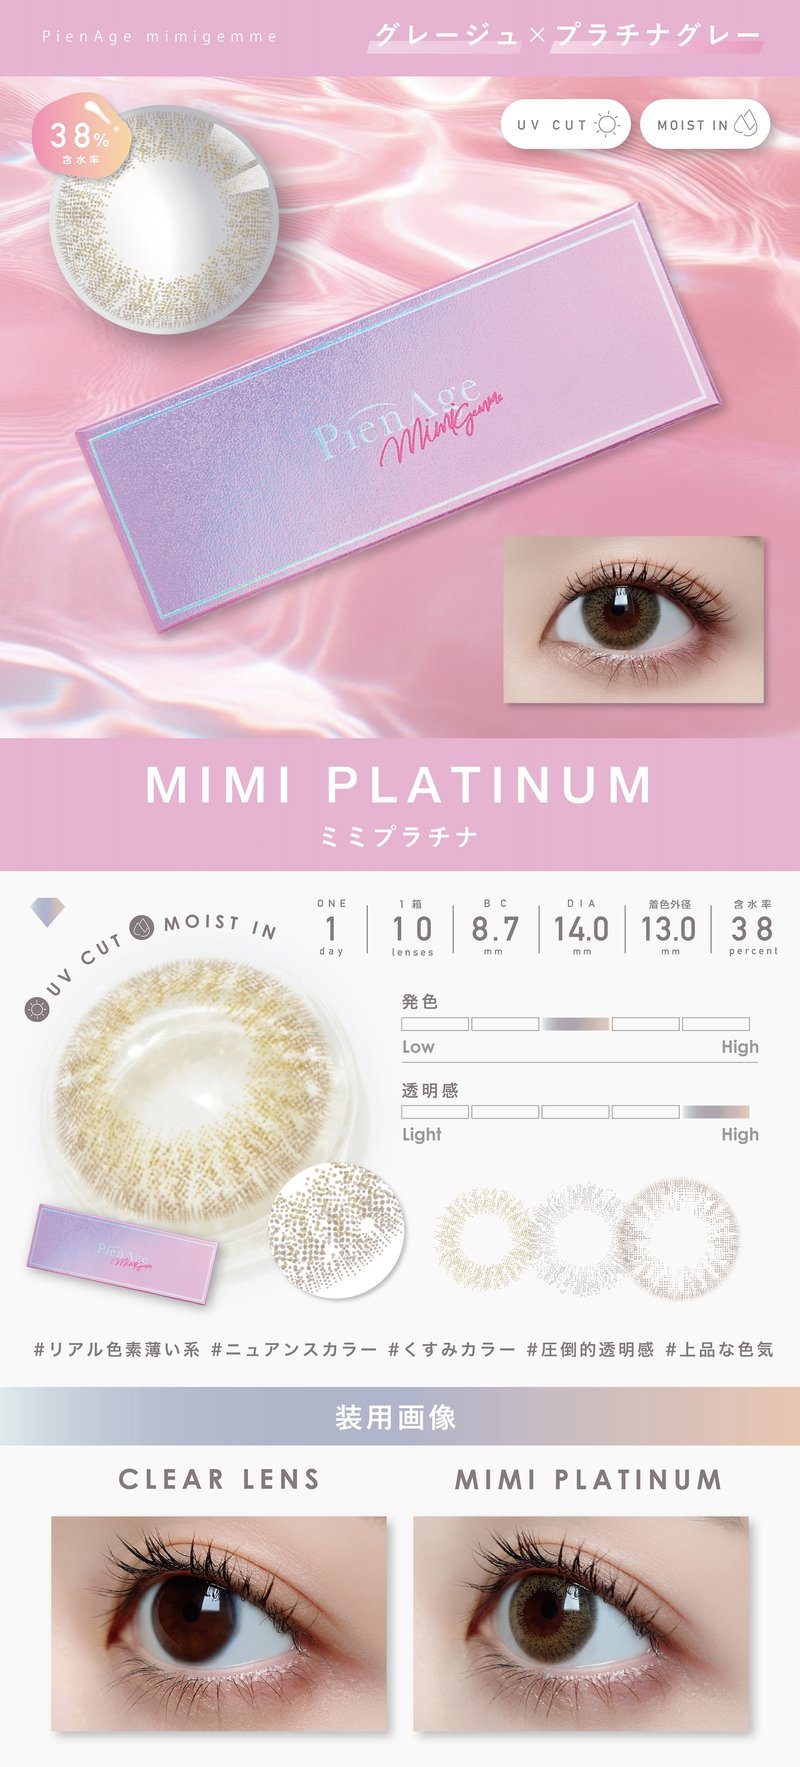 PienAge mimigemme
グレージュ×プラチナグレー
38%
含水率
UV CUT
MOIST IN
PienAge
MimiGemme
MIMI PLATINUM
ミミプラチナ
UV CUT
MOIST IN
ONE
1
day
1箱
10
lenses
BC
8.7
mm
DIA
14.0
mm
着色外径
13.0
mm
含水率
38
percent
発色
Low High
透明感
Light High
PienAge
MimiGemme
#リアル色素薄い系 #ニュアンスカラー #くすみカラー #圧倒的透明感 #上品な色気
装用画像
CLEAR LENS
MIMI PLATINUM